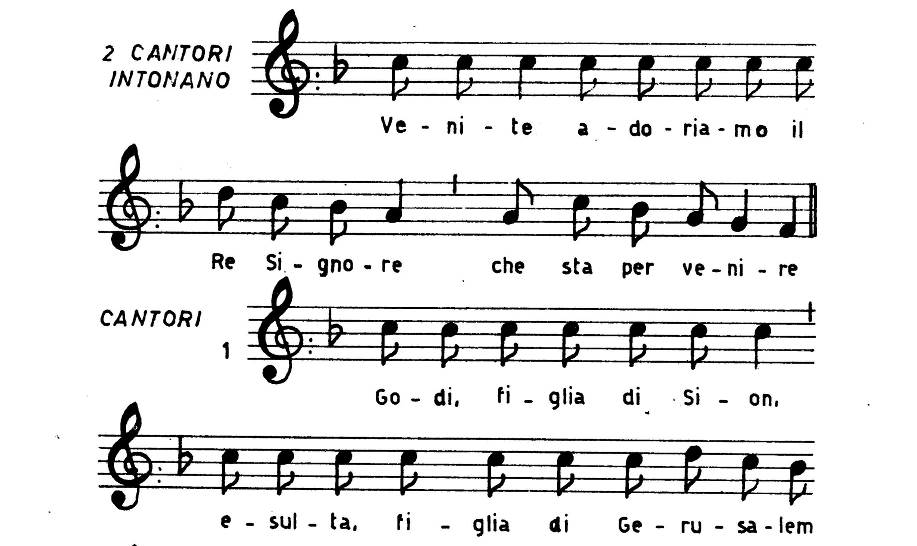 2 CANTORI
INTONANO
Ve - ni - te a - do - ria - mo il
Re Si - gno - re che sta per ve - ni - re
CANTORI
1
Go - di, fi - glia di Si - on,
e - sul - ta, fi - glia di Ge - ru - sa - lem